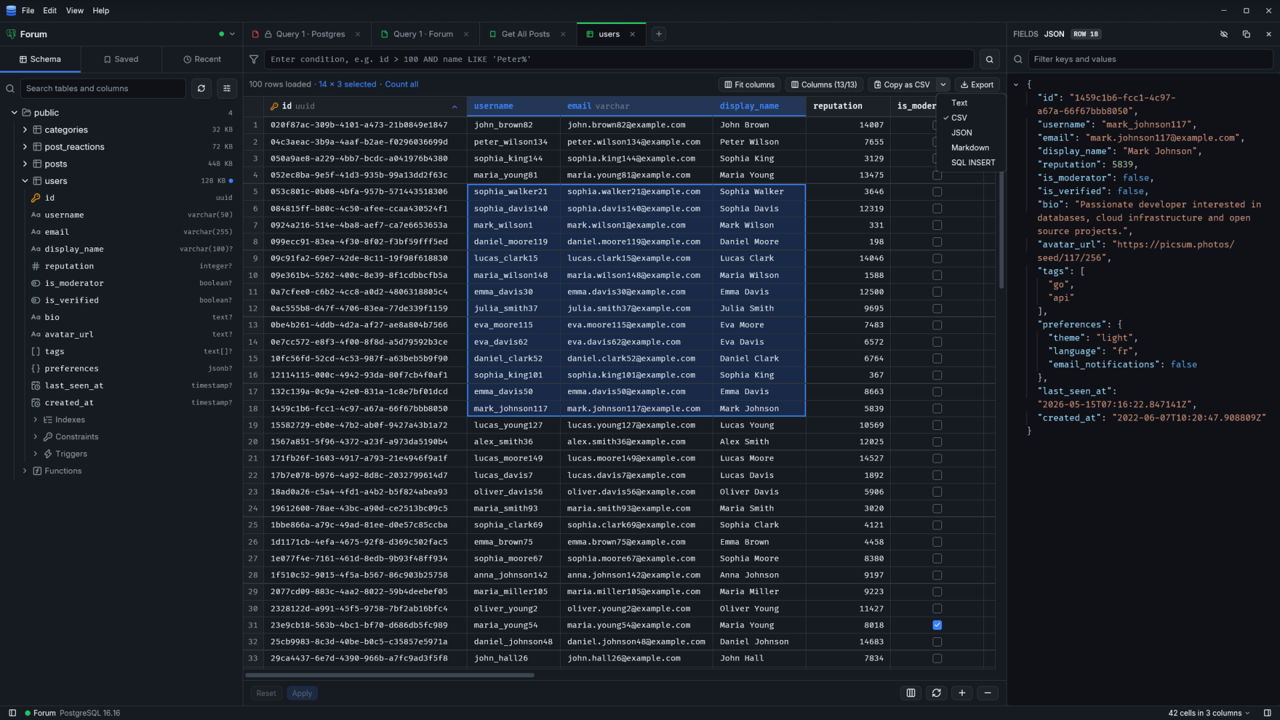 File Edit View Help
Forum
Query 1 · Postgres
Query 1 · Forum
Get All Posts
users
FIELDS JSON ROW 18
Schema
Saved
Recent
Enter condition, e.g. id > 100 AND name LIKE 'Peter%'
Filter keys and values
Search tables and columns
100 rows loaded · 14 × 3 selected · Count all
Fit columns
Columns (13/13)
Copy as CSV
Export
Text
CSV
JSON
Markdown
SQL INSERT
public 4
categories 32 KB
post_reactions 72 KB
posts 448 KB
users 128 KB
id uuid
username varchar(50)
email varchar(255)
display_name varchar(100)?
reputation integer?
is_moderator boolean?
is_verified boolean?
bio text?
avatar_url text?
tags text[]?
preferences jsonb?
last_seen_at timestamp?
created_at timestamp?
Indexes
Constraints
Triggers
Functions
id uuid username email varchar display_name reputation is_moder
1 020f87ac-309b-4101-a473-21b0849e1847 john_brown82 john.brown82@example.com John Brown 14007
2 04c3aeac-3b9a-4aaf-b2ae-f0296036699d peter_wilson134 peter.wilson134@example.com Peter Wilson 7655
3 050a9ae8-a229-4bb7-bcdc-a041976b4380 sophia_king144 sophia.king144@example.com Sophia King 3129
4 052ec8ba-9e5f-41d3-935b-99a13dd2f63c maria_young81 maria.young81@example.com Maria Young 13475
5 053c801c-0b08-4bfa-957b-571443518306 sophia_walker21 sophia.walker21@example.com Sophia Walker 3646
6 084815ff-b80c-4c50-afee-ccaa430524f1 sophia_davis140 sophia.davis140@example.com Sophia Davis 12319
7 0924a216-514e-4ba8-aef7-ca7e6653653a mark_wilson1 mark.wilson1@example.com Mark Wilson 331
8 099ecc91-83ea-4f30-8f02-f3bf59fff5ed daniel_moore119 daniel.moore119@example.com Daniel Moore 198
9 09c91fa2-69e7-42de-8c11-19f98f618830 lucas_clark15 lucas.clark15@example.com Lucas Clark 14046
10 09e361b4-5262-400c-8e39-8f1cdbbcfb5a maria_wilson148 maria.wilson148@example.com Maria Wilson 1588
11 0a7cfee0-c6b2-4cc8-a0d2-4806318805c4 emma_davis30 emma.davis30@example.com Emma Davis 12500
12 0ac555b8-d47f-4706-83ea-77de339f1159 julia_smith37 julia.smith37@example.com Julia Smith 9695
13 0be4b261-4ddb-4d2a-af27-ae8a804b7566 eva_moore115 eva.moore115@example.com Eva Moore 7483
14 0e7cc572-e8f3-4f00-8f8d-a5d79592b3ce eva_davis62 eva.davis62@example.com Eva Davis 6572
15 10fc56fd-52cd-4c53-987f-a63beb5b9f90 daniel_clark52 daniel.clark52@example.com Daniel Clark 6764
16 12114115-000c-4942-93da-80f7cb4f0af1 sophia_king101 sophia.king101@example.com Sophia King 367
17 132c139a-0c9a-42e0-831a-1c8e7bf01dcd emma_davis50 emma.davis50@example.com Emma Davis 8663
18 1459c1b6-fcc1-4c97-a67a-66f67bbb8050 mark_johnson117 mark.johnson117@example.com Mark Johnson 5839
19 15582729-eb0e-47b2-ab0f-9427a43b1a72 lucas_young127 lucas.young127@example.com Lucas Young 10569
20 1567a851-5f96-4372-a23f-a973da5190b4 alex_smith36 alex.smith36@example.com Alex Smith 12025
21 171fb26f-1603-4917-a793-21e4946f9a1f lucas_moore149 lucas.moore149@example.com Lucas Moore 14527
22 17b7e078-b976-4a92-8d8c-2032799614d7 lucas_davis7 lucas.davis7@example.com Lucas Davis 1892
23 18ad0a26-c5a4-4fd1-a4b2-b5f824abea93 oliver_davis56 oliver.davis56@example.com Oliver Davis 5906
24 19612600-78ae-43bc-a90d-ce2513bc09c5 maria_smith93 maria.smith93@example.com Maria Smith 3020
25 1bbe866a-a79c-49ad-81ee-d0e57c85ccba sophia_clark69 sophia.clark69@example.com Sophia Clark 4121
26 1d1171cb-4efa-4675-92f8-d369c502fac5 emma_brown75 emma.brown75@example.com Emma Brown 4458
27 1e077f4e-7161-461d-8edb-9b93f48ff934 sophia_moore67 sophia.moore67@example.com Sophia Moore 8380
28 1f510c52-9015-4f5a-b567-86c903b25758 anna_johnson142 anna.johnson142@example.com Anna Johnson 9197
29 2077cd09-883c-4aa4-8022-59b4deebef05 maria_miller105 maria.miller105@example.com Maria Miller 9223
30 2328122d-a991-45f5-9758-7bf2ab16bfc4 oliver_young2 oliver.young2@example.com Oliver Young 11427
31 23e9cb18-563b-4bc1-bf70-d686db5fc989 maria_young54 maria.young54@example.com Maria Young 8018
32 25cb9983-8c3d-40be-b0c5-c35857e5971a daniel_johnson48 daniel.johnson48@example.com Daniel Johnson 14683
33 29ca4437-6e7d-4390-966b-a7fc9ad3f5f8 john_hall26 john.hall26@example.com John Hall 7834
{
"id": "1459c1b6-fcc1-4c97-
a67a-66f67bbb8050",
"username": "mark_johnson117",
"email": "mark.johnson117@example.com",
"display_name": "Mark Johnson",
"reputation": 5839,
"is_moderator": false,
"is_verified": false,
"bio": "Passionate developer interested in
databases, cloud infrastructure and open
source projects.",
"avatar_url": "https://picsum.photos/
seed/117/256",
"tags": [
"go",
"api"
],
"preferences": {
"theme": "light",
"language": "fr",
"email_notifications": false
},
"last_seen_at":
"2026-05-15T07:16:22.847141Z",
"created_at": "2022-06-07T10:20:47.908809Z"
}
Reset
Apply
Forum PostgreSQL 16.16
42 cells in 3 columns